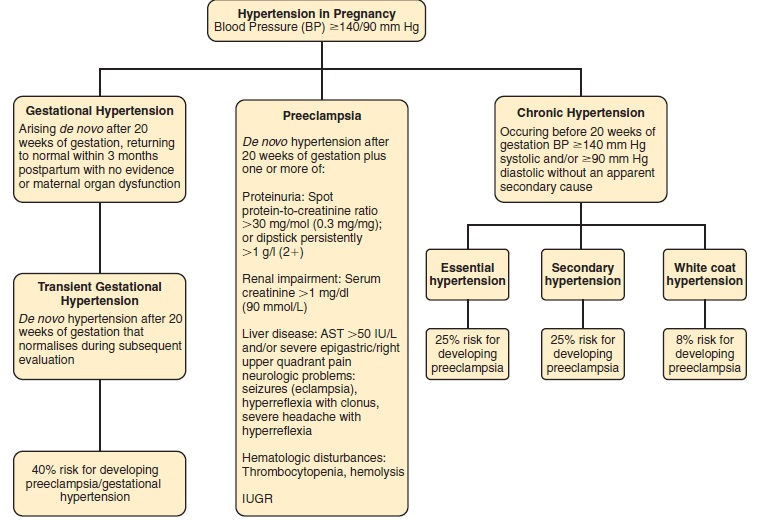 Hypertension in Pregnancy
Blood Pressure (BP) ≥140/90 mm Hg
Gestational Hypertension
Arising de novo after 20
weeks of gestation, returning
to normal within 3 months
postpartum with no evidence
or maternal organ dysfunction
Transient Gestational
Hypertension
De novo hypertension after 20
weeks of gestation that
normalises during subsequent
evaluation
40% risk for developing
preeclampsia/gestational
hypertension
Preeclampsia
De novo hypertension after
20 weeks of gestation plus
one or more of:
Proteinuria: Spot
protein-to-creatinine ratio
>30 mg/mol (0.3 mg/mg);
or dipstick persistently
>1 g/l (2+)
Renal impairment: Serum
creatinine >1 mg/dl
(90 mmol/L)
Liver disease: AST >50 IU/L
and/or severe epigastric/right
upper quadrant pain
neurologic problems:
seizures (eclampsia),
hyperreflexia with clonus,
severe headache with
hyperreflexia
Hematologic disturbances:
Thrombocytopenia, hemolysis
IUGR
Chronic Hypertension
Occuring before 20 weeks of
gestation BP ≥140 mm Hg
systolic and/or ≥90 mm Hg
diastolic without an apparent
secondary cause
Essential
hypertension
25% risk for
developing
preeclampsia
Secondary
hypertension
25% risk for
developing
preeclampsia
White coat
hypertension
8% risk for
developing
preeclampsia